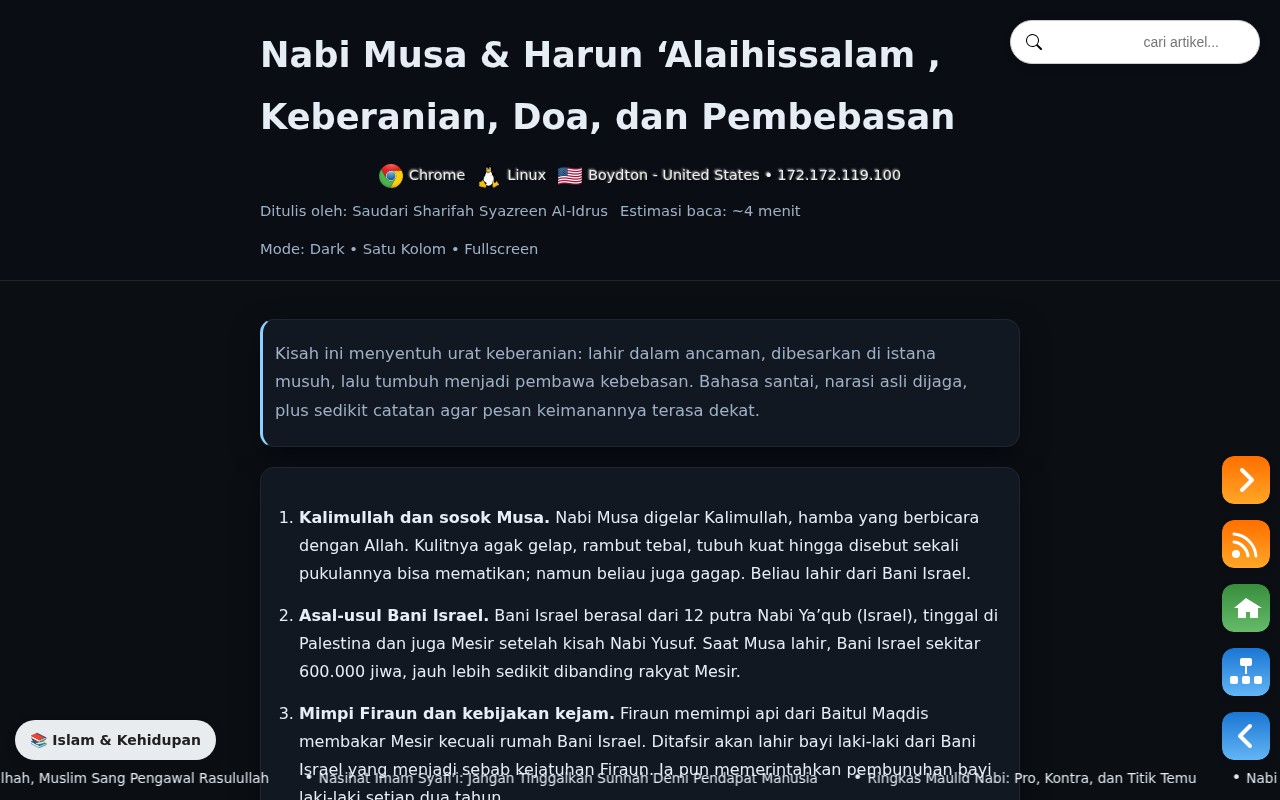 Nabi Musa & Harun ‘Alaihissalam ,
Keberanian, Doa, dan Pembebasan
cari artikel...
Chrome Linux Boydton - United States • 172.172.119.100
Ditulis oleh: Saudari Sharifah Syazreen Al-Idrus Estimasi baca: ~4 menit
Mode: Dark • Satu Kolom • Fullscreen
Kisah ini menyentuh urat keberanian: lahir dalam ancaman, dibesarkan di istana
musuh, lalu tumbuh menjadi pembawa kebebasan. Bahasa santai, narasi asli dijaga,
plus sedikit catatan agar pesan keimanannya terasa dekat.
1. Kalimullah dan sosok Musa. Nabi Musa digelar Kalimullah, hamba yang berbicara
dengan Allah. Kulitnya agak gelap, rambut tebal, tubuh kuat hingga disebut sekali
pukulannya bisa mematikan; namun beliau juga gagap. Beliau lahir dari Bani Israel.
2. Asal-usul Bani Israel. Bani Israel berasal dari 12 putra Nabi Ya’qub (Israel), tinggal di
Palestina dan juga Mesir setelah kisah Nabi Yusuf. Saat Musa lahir, Bani Israel sekitar
600.000 jiwa, jauh lebih sedikit dibanding rakyat Mesir.
3. Mimpi Firaun dan kebijakan kejam. Firaun memimpi api dari Baitul Maqdis
membakar Mesir kecuali rumah Bani Israel. Ditafsir akan lahir bayi laki-laki dari Bani
Israel yang menjadi sebab kejatuhan Firaun. Ia pun memerintahkan pembunuhan bayi
laki-laki setiap dua tahun.
📚 Islam & Kehidupan
lhah, Muslim Sang Pengawal Rasulullah • Nasihat Imam Syafi'i: Jangan Tinggalkan Sunnah Demi Pendapat Manusia • Ringkas Maulid Nabi: Pro, Kontra, dan Titik Temu • Nabi